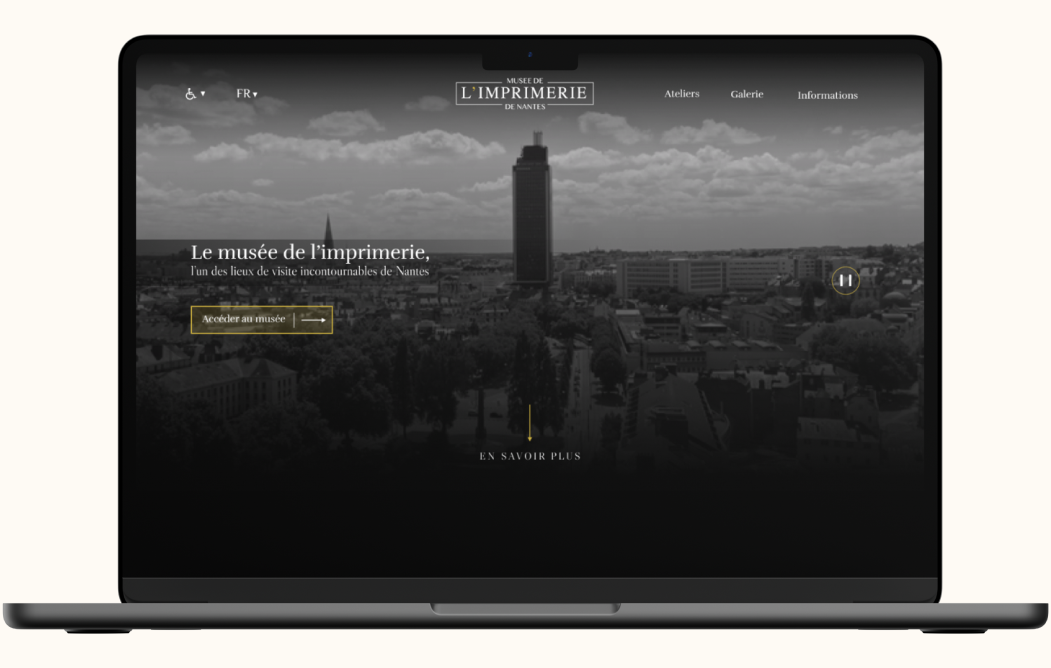 FR
MUSÉE DE
L'IMPRIMERIE
DE NANTES
Ateliers
Galerie
Informations
Le musée de l'imprimerie,
l'un des lieux de visite incontournables de Nantes
Accéder au musée
EN SAVOIR PLUS